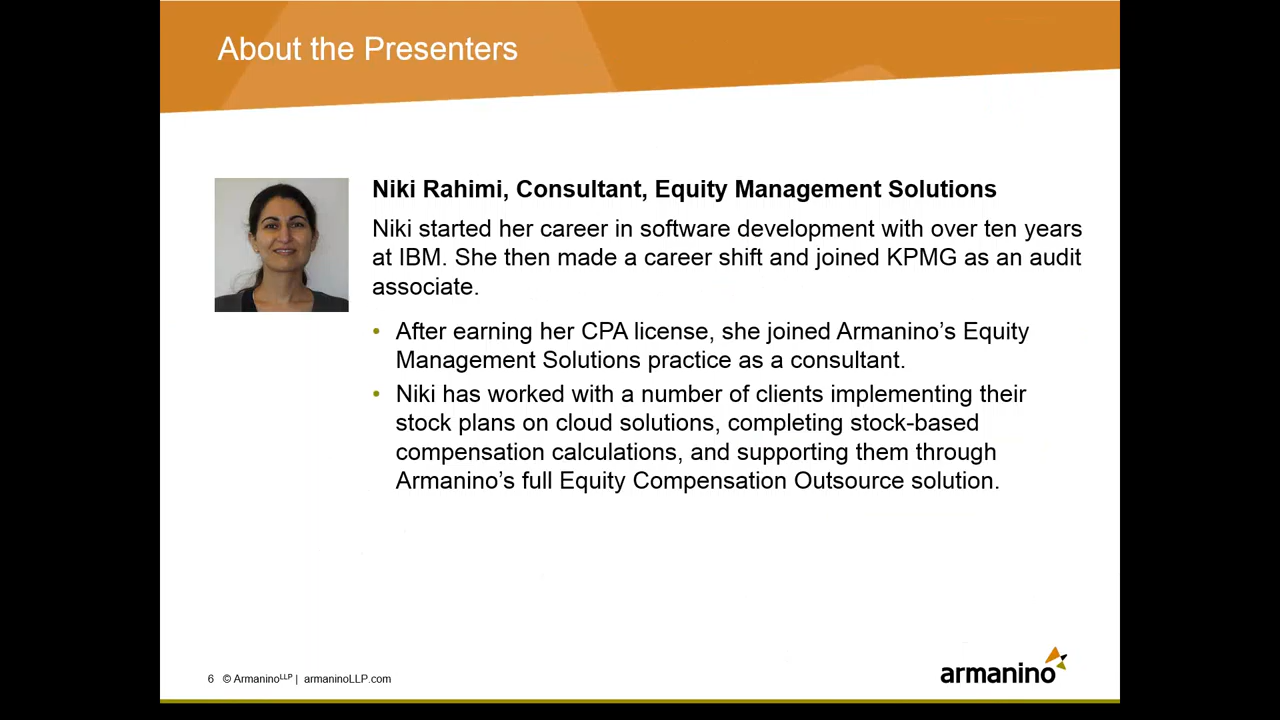 About the Presenters
Niki Rahimi, Consultant, Equity Management Solutions
Niki started her career in software development with over ten years
at IBM. She then made a career shift and joined KPMG as an audit
associate.
• After earning her CPA license, she joined Armanino’s Equity
Management Solutions practice as a consultant.
• Niki has worked with a number of clients implementing their
stock plans on cloud solutions, completing stock-based
compensation calculations, and supporting them through
Armanino’s full Equity Compensation Outsource solution.
6 © ArmaninoLLP | armaninoLLP.com
armanino